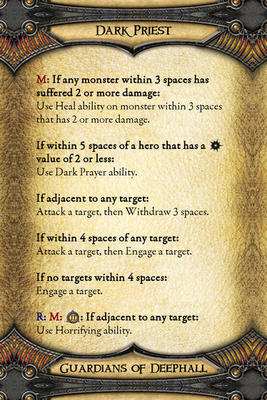 Dark Priest
M: If any monster within 3 spaces has
suffered 2 or more damage:
Use Heal ability on monster within 3 spaces
that has 2 or more damage.
If within 5 spaces of a hero that has a
value of 2 or less:
Use Dark Prayer ability.
If adjacent to any target:
Attack a target, then Withdraw 3 spaces.
If within 4 spaces of any target:
Attack a target, then Engage a target.
If no targets within 4 spaces:
Engage a target.
R: M: : If adjacent to any target:
Use Horrifying ability.
Guardians of Deephall